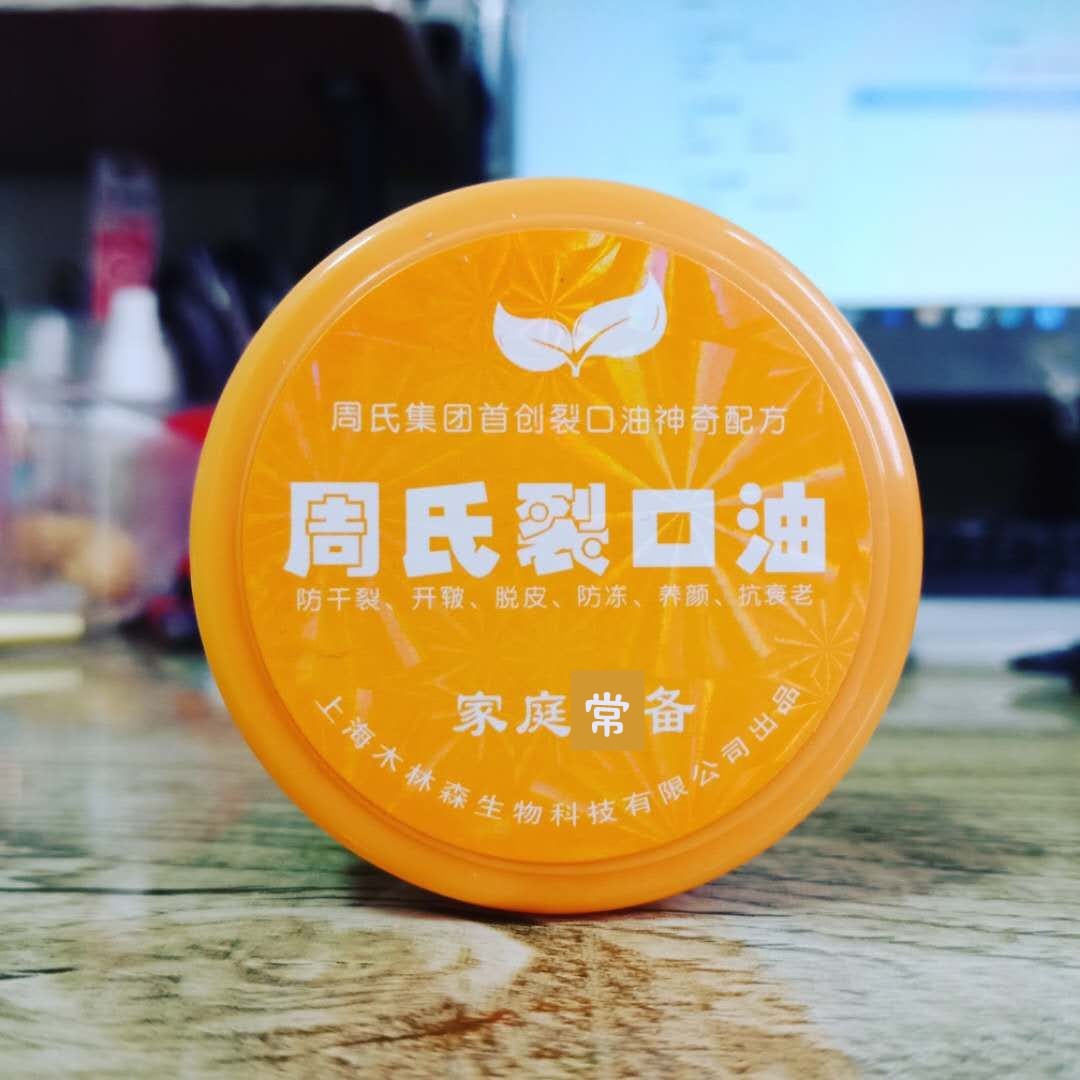 周氏集团首创裂口油神奇配方
周氏裂口油
防干裂、开皲、脱皮、防冻、养颜、抗衰老
家庭常备
上海木林森生物科技有限公司出品